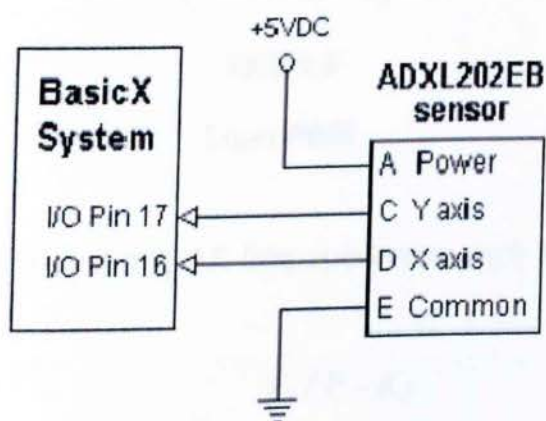 +5VDC
BasicX
System
I/O Pin 17
I/O Pin 16
ADXL202EB
sensor
A Power
C Y axis
D X axis
E Common